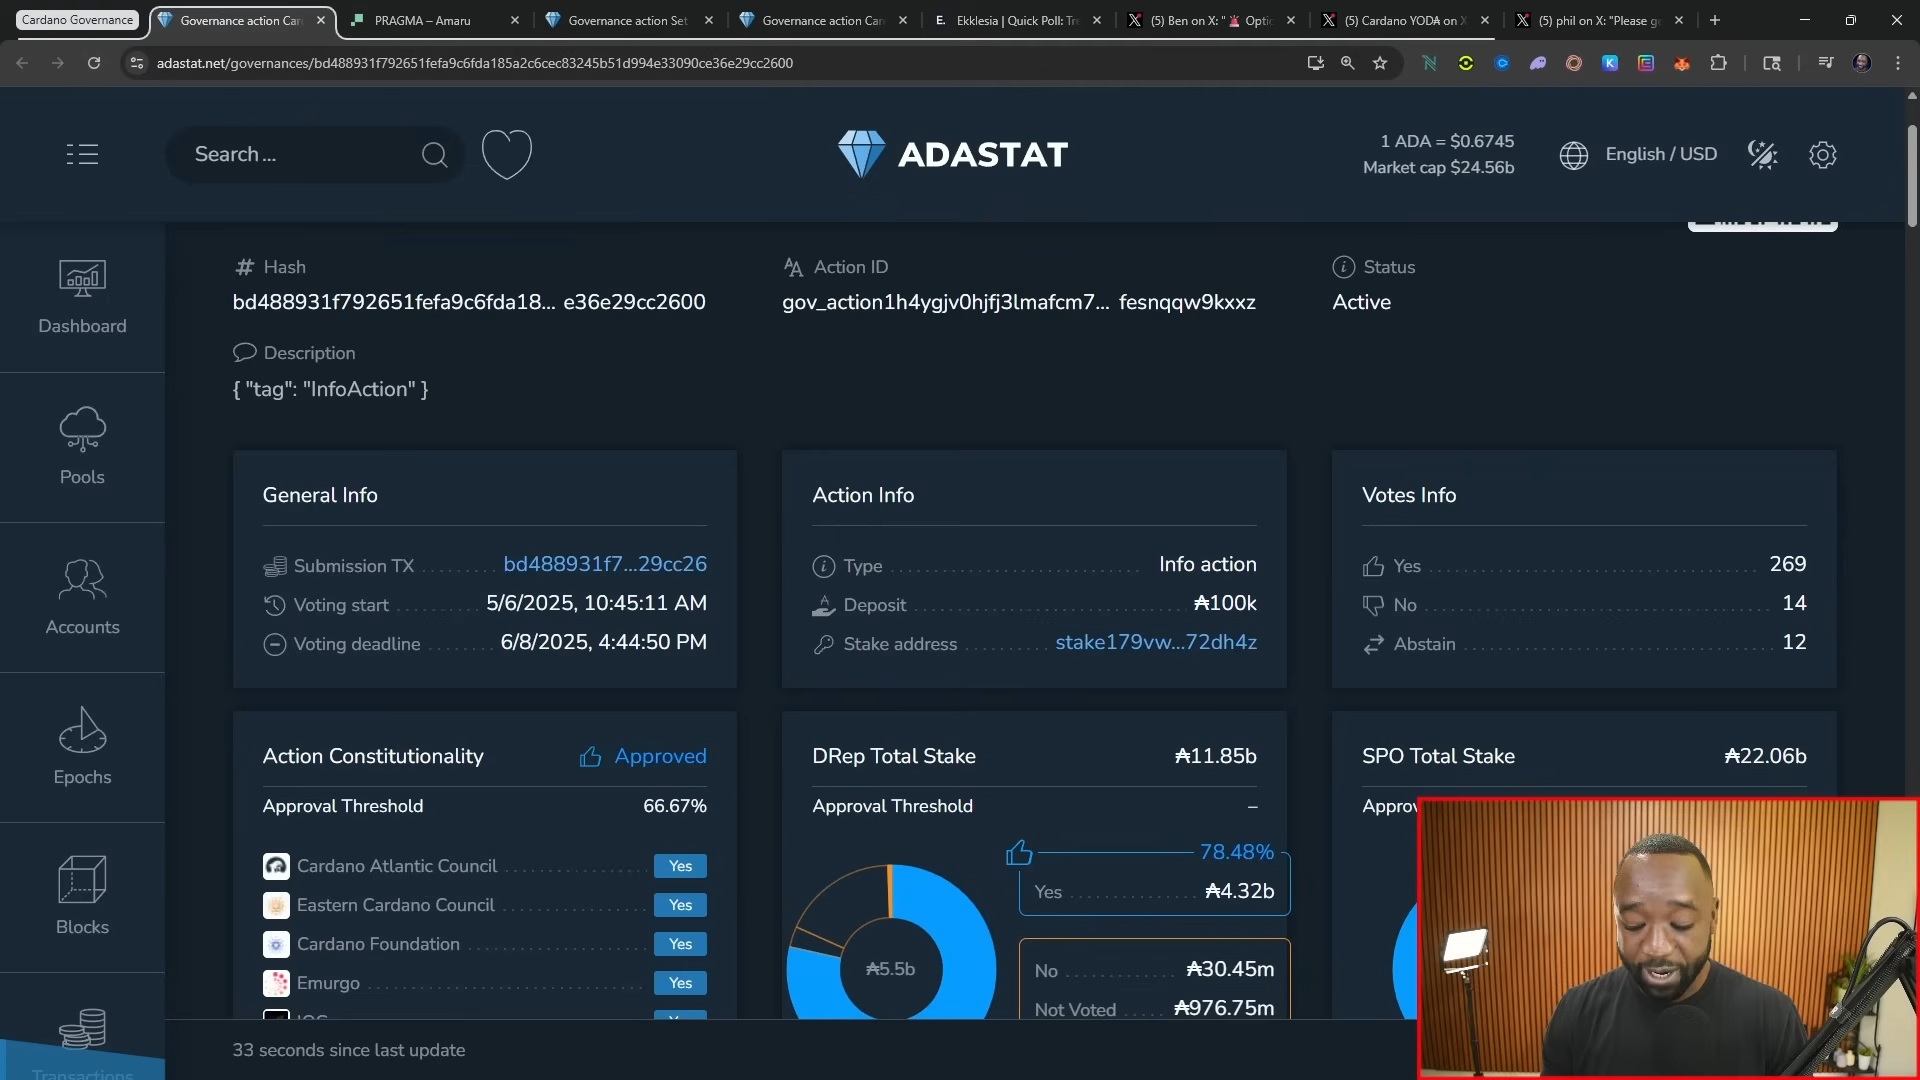 Cardano Governance
Governance action Car
PRAGMA – Amaru
Governance action Set
Cardano Governance
Governance action Car
E. Ekklesia | Quick Poll: Tre
(5) Ben on X: "🚨 Optic
(5) Cardano YOD₳ on X
(5) phil on X: "Please ge
adastat.net/governances/bd488931f792651fefa9c6fda185a2c6cec83245b51d994e33090ce36e29cc2600
Search ...
ADASTAT
1 ADA = $0.6745
Market cap $24.56b
English / USD
Dashboard
Pools
Accounts
Epochs
Blocks
Transactions
# Hash
bd488931f792651fefa9c6fda18... e36e29cc2600
Action ID
gov_action1h4ygjv0hjfj3lmafcm7... fesnqqw9kxxz
Status
Active
Description
{ "tag": "InfoAction" }
General Info
Submission TX bd488931f7...29cc26
Voting start 5/6/2025, 10:45:11 AM
Voting deadline 6/8/2025, 4:44:50 PM
Action Info
Type Info action
Deposit ₳100k
Stake address stake179vw...72dh4z
Votes Info
Yes 269
No 14
Abstain 12
Action Constitutionality Approved
Approval Threshold 66.67%
Cardano Atlantic Council Yes
Eastern Cardano Council Yes
Cardano Foundation Yes
Emurgo Yes
DRep Total Stake ₳11.85b
Approval Threshold –
78.48%
Yes ₳4.32b
₳5.5b
No ₳30.45m
Not Voted ₳976.75m
SPO Total Stake ₳22.06b
Appro
33 seconds since last update